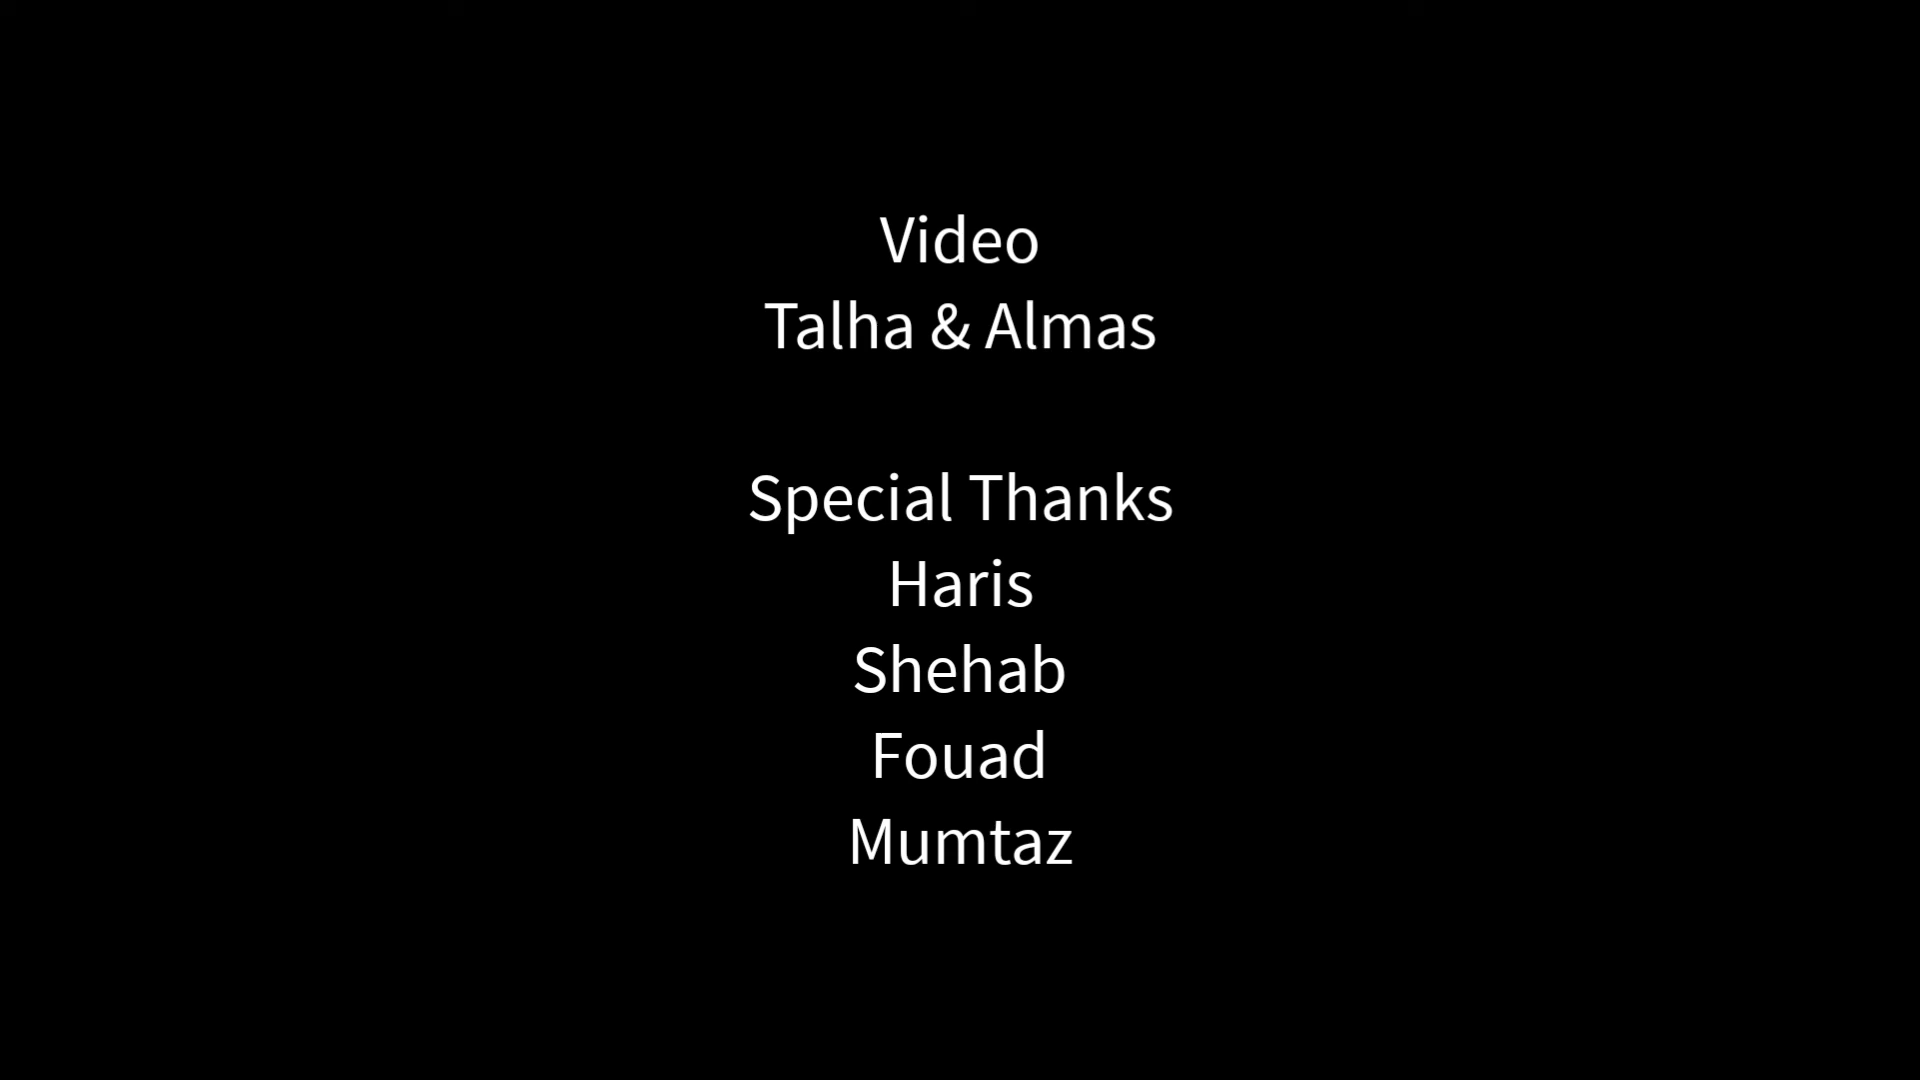 Video
Talha & Almas
Special Thanks
Haris
Shehab
Fouad
Mumtaz